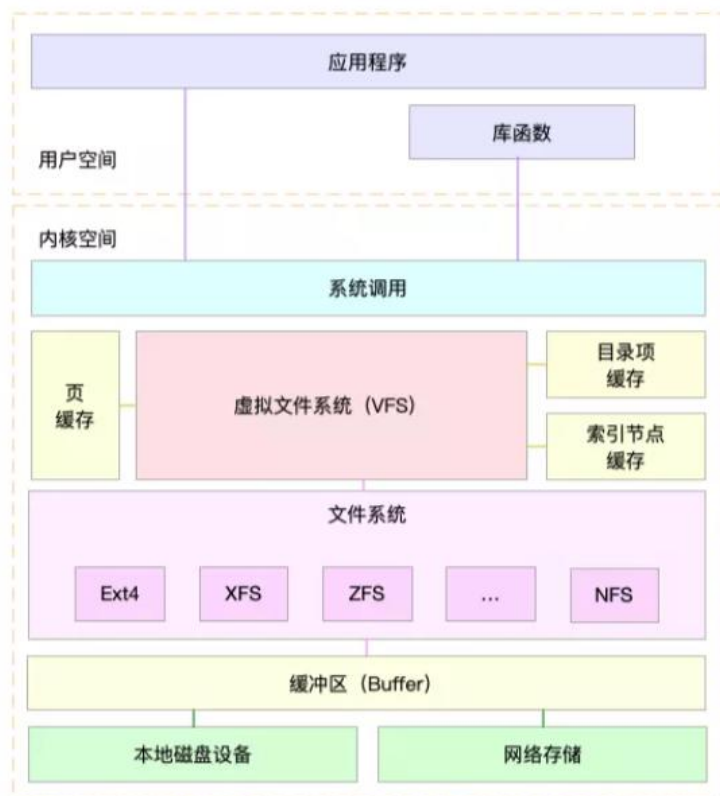 应用程序
库函数
用户空间
内核空间
系统调用
页
缓存
虚拟文件系统（VFS）
目录项
缓存
索引节点
缓存
文件系统
Ext4
XFS
ZFS
...
NFS
缓冲区（Buffer）
本地磁盘设备
网络存储